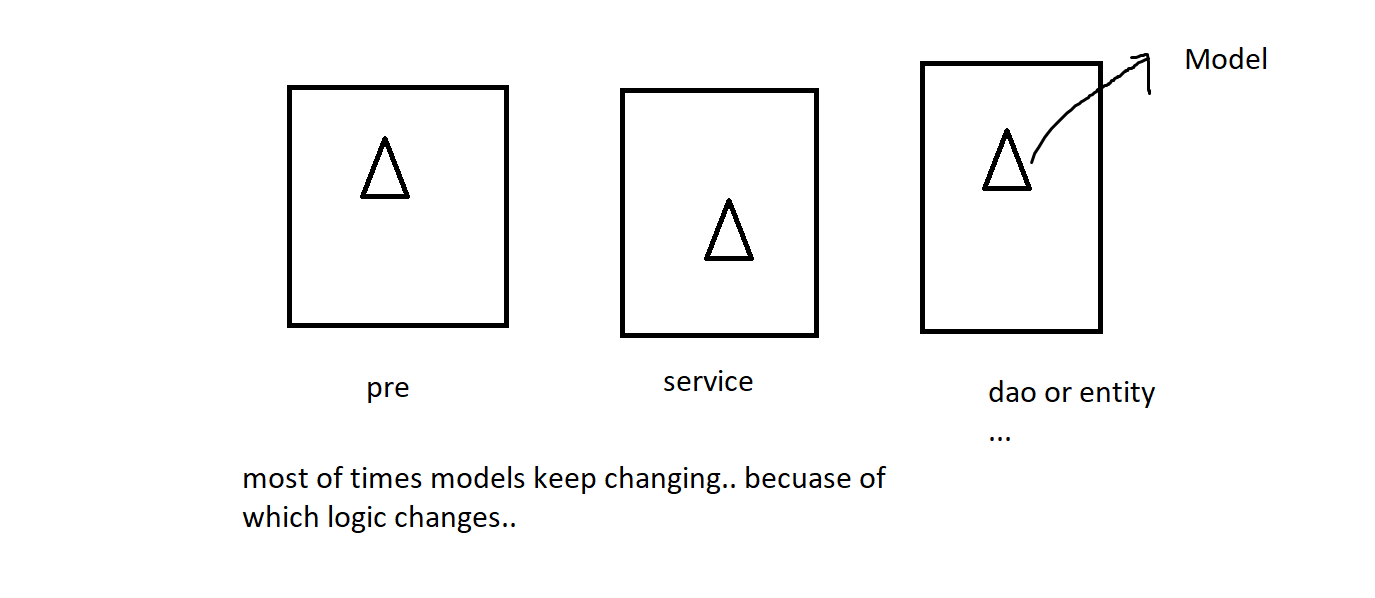 Model
pre
service
dao or entity
...
most of times models keep changing.. becuase of
which logic changes..